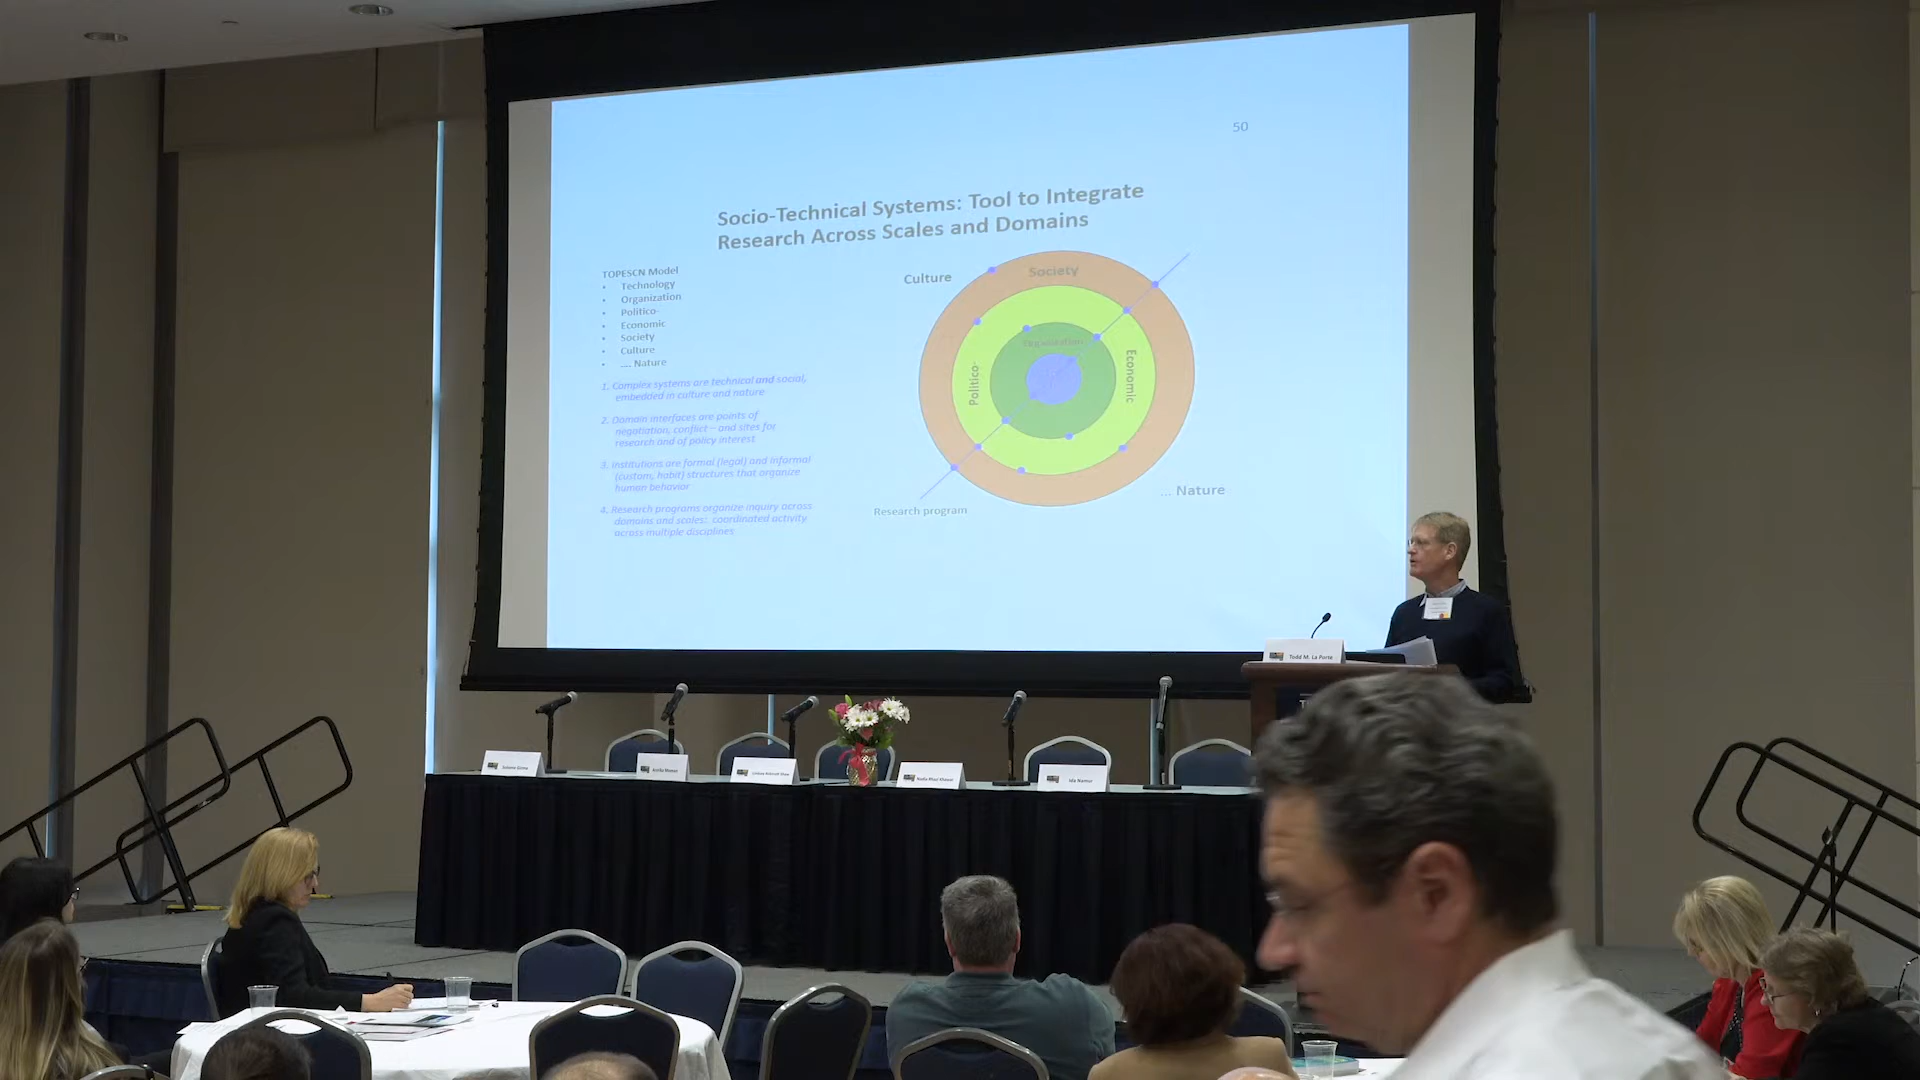 50
Socio-Technical Systems: Tool to Integrate
Research Across Scales and Domains
TOPESCN Model
• Technology
• Organization
• Politico-
• Economic
• Society
• Culture
• .... Nature
1. Complex systems are technical and social,
embedded in culture and nature
2. Domain interfaces are points of
negotiation, conflict – and sites for
research and of policy interest
3. Institutions are formal (legal) and informal
(custom, habit) structures that organize
human behavior
4. Research programs organize inquiry across
domains and scales: coordinated activity
across multiple disciplines
Culture
Society
Organization
Politico-
Economic
... Nature
Research program
Todd M. La Porte
Ida Namur